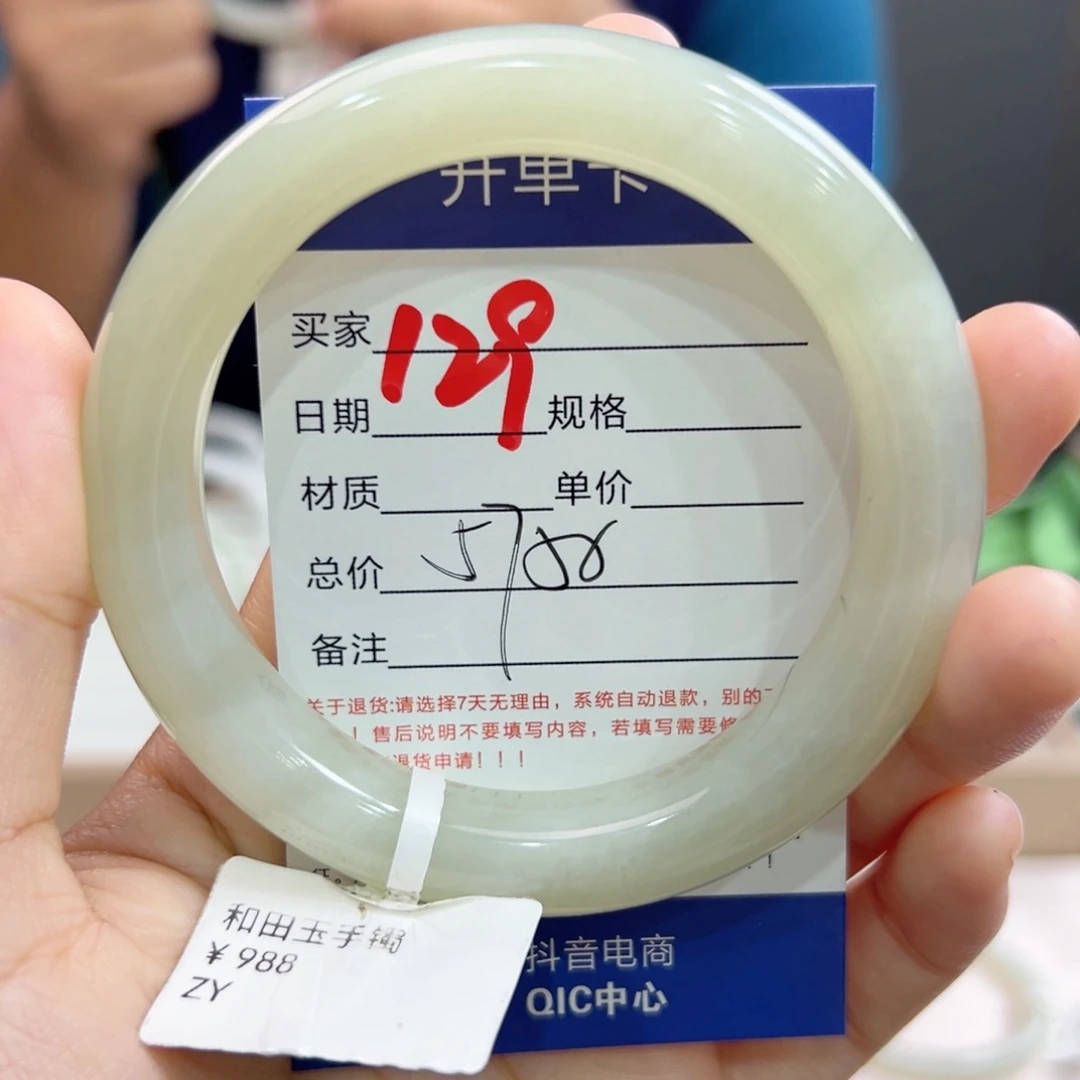 开单卡
买家 129
日期 规格
材质 单价
总价 5700
备注
关于退货:请选择7天无理由，系统自动退款，别的
！售后说明不要填写内容，若填写需要修
退货申请！！！
和田玉手镯
￥988
ZY
抖音电商
QIC中心